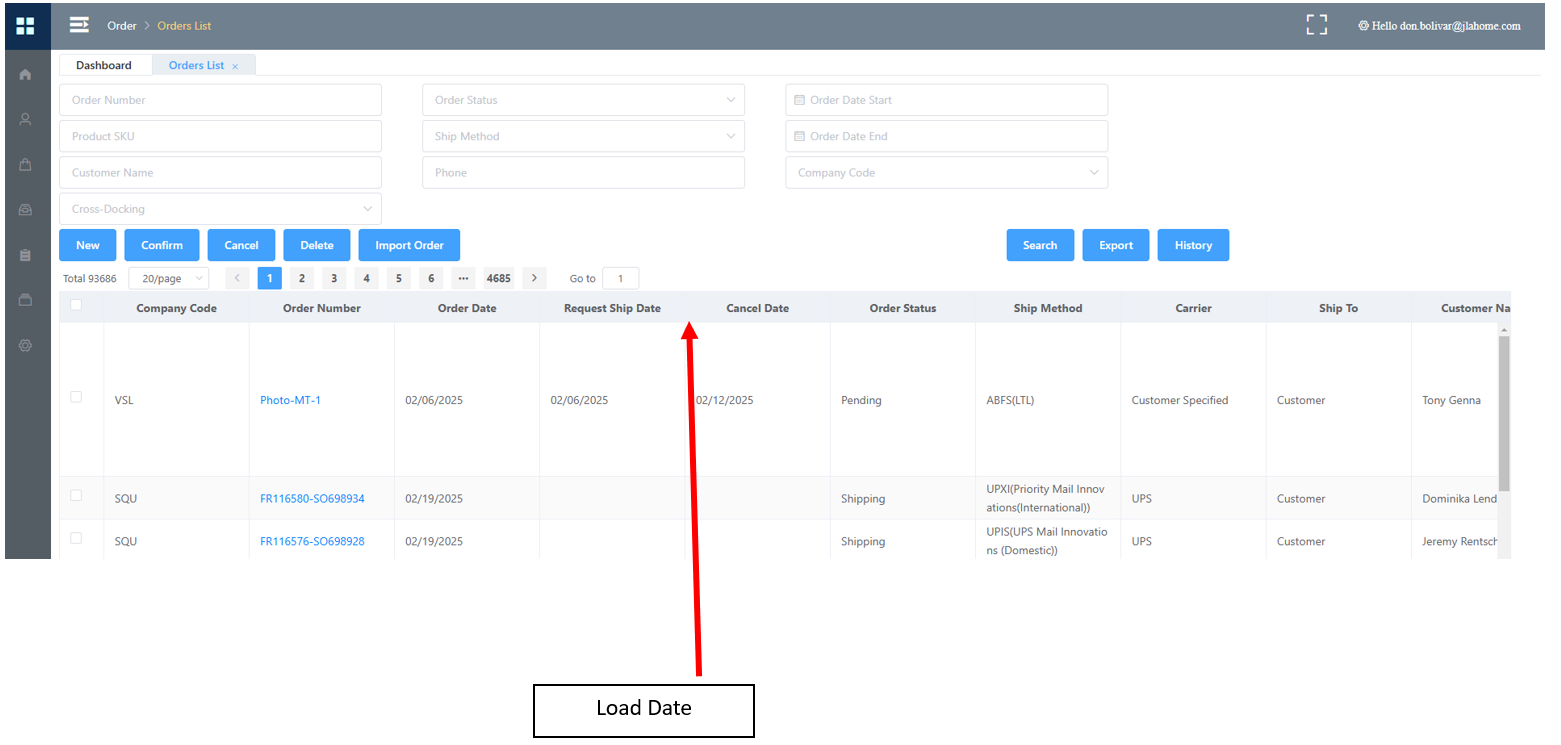 Order > Orders List
Hello don.bolivar@jlahome.com
Dashboard Orders List ×
Order Number Order Status Order Date Start
Product SKU Ship Method Order Date End
Customer Name Phone Company Code
Cross-Docking
New Confirm Cancel Delete Import Order Search Export History
Total 93686 20/page < 1 2 3 4 5 6 ••• 4685 > Go to 1
Company Code Order Number Order Date Request Ship Date Cancel Date Order Status Ship Method Carrier Ship To Customer Na
VSL Photo-MT-1 02/06/2025 02/06/2025 02/12/2025 Pending ABFS(LTL) Customer Specified Customer Tony Genna
SQU FR116580-SO698934 02/19/2025 Shipping UPXI(Priority Mail Innov
ations(International)) UPS Customer Dominika Lend
SQU FR116576-SO698928 02/19/2025 Shipping UPIS(UPS Mail Innovatio
ns (Domestic)) UPS Customer Jeremy Rentsch
Load Date